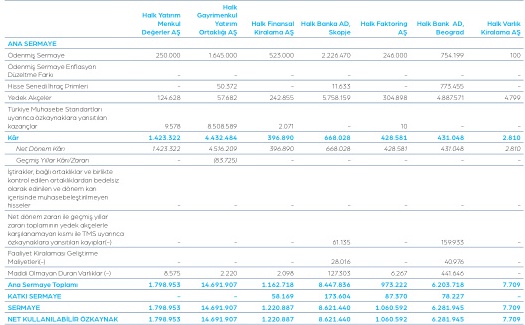 Halk Yatırım Menkul Değerler AŞ | Halk Gayrimenkul Yatırım Ortaklığı AŞ | Halk Finansal Kiralama AŞ | Halk Banka AD, Skopje | Halk Faktoring AŞ | Halk Bank AD, Beograd | Halk Varlık Kiralama AŞ
ANA SERMAYE
Ödenmiş Sermaye 250.000 1.645.000 523.000 2.226.470 246.000 754.199 100
Ödenmiş Sermaye Enflasyon
Düzeltme Farkı – – – – – – –
Hisse Senedi İhraç Primleri – 50.372 – 11.633 – 773.455 –
Yedek Akçeler 124.628 57.682 242.855 5.758.159 304.898 4.887.571 4.799
Türkiye Muhasebe Standartları
uyarınca özkaynaklara yansıtılan
kazançlar 9.578 8.508.589 2.071 – 10 – –
Kâr 1.423.322 4.432.484 396.890 668.028 428.581 431.048 2.810
Net Dönem Kârı 1.423.322 4.516.209 396.890 668.028 428.581 431.048 2.810
Geçmiş Yıllar Kârı/Zararı – (83.725) – – – – –
İştirakler, bağlı ortaklıklar ve birlikte
kontrol edilen ortaklıklardan bedelsiz
olarak edinilen ve dönem kârı
içerisinde muhasebeleştirilmeyen
hisseler – – – – – – –
Net dönem zararı ile geçmiş yıllar
zararı toplamının yedek akçelerle
karşılanamayan kısmı ile TMS uyarınca
özkaynaklara yansıtılan kayıplar(-) – – – 61.135 – 159.933 –
Faaliyet Kiralaması Geliştirme
Maliyetleri(-) – – – 28.016 – 40.976 –
Maddi Olmayan Duran Varlıklar (-) 8.575 2.220 2.098 127.303 6.267 441.646 –
Ana Sermaye Toplamı 1.798.953 14.691.907 1.162.718 8.447.836 973.222 6.203.718 7.709
KATKI SERMAYE – – 58.169 173.604 87.370 78.227 –
SERMAYE 1.798.953 14.691.907 1.220.887 8.621.440 1.060.592 6.281.945 7.709
NET KULLANILABİLİR ÖZKAYNAK 1.798.953 14.691.907 1.220.887 8.621.440 1.060.592 6.281.945 7.709